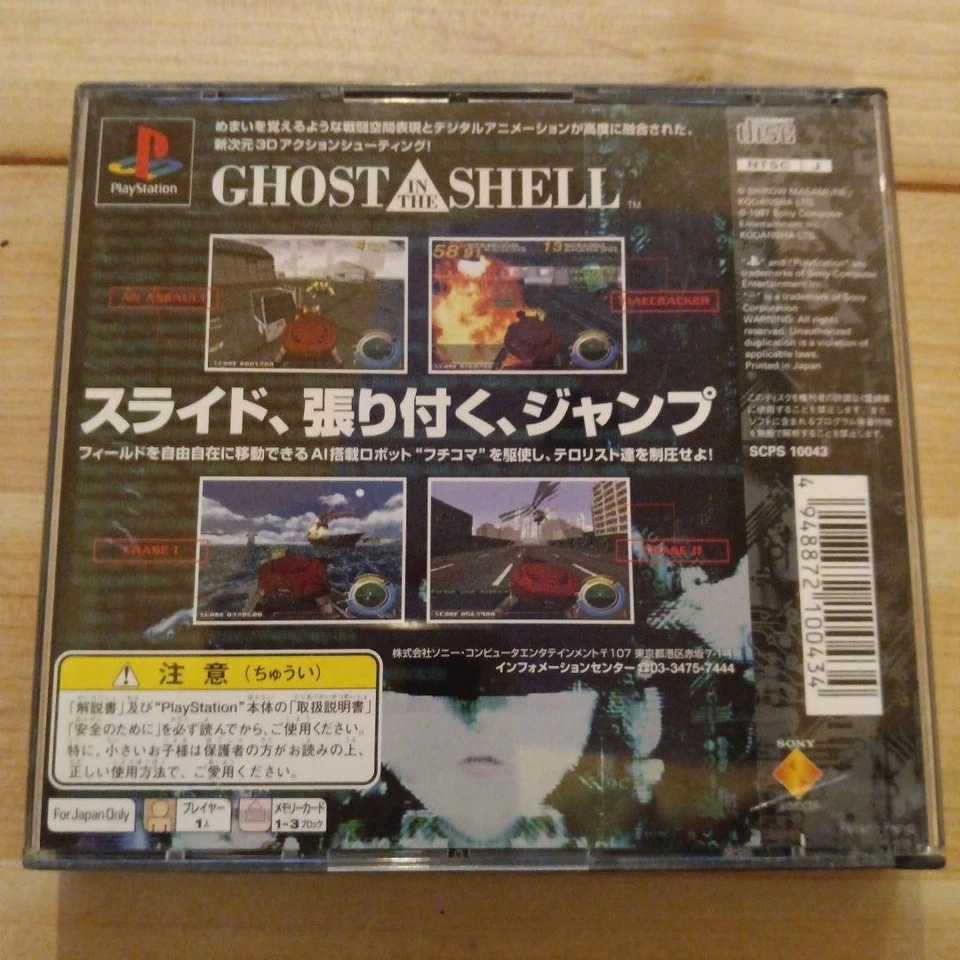 めまいを覚えるような戦闘空間表現とデジタルアニメーションが高度に融合された、
新次元3Dアクションシューティング!
PlayStation
GHOST IN THE SHELL™
disc
NTSC J
© SHIROW MASAMUNE/
KODANSHA LTD.
© 1997 Sony Computer
Entertainment Inc./
KODANSHA LTD.
and "PlayStation" are
trademarks of Sony Computer
Entertainment Inc.
" " is a trademark of Sony
Corporation
WARNING: All rights
reserved. Unauthorized
duplication is a violation of
applicable laws.
Printed in Japan
AN ASSAULT
58"91
13
FIRECRACKER
スライド、張り付く、ジャンプ
フィールドを自由自在に移動できるAI搭載ロボット“フチコマ”を駆使し、テロリスト達を制圧せよ!
SCPS 10043
CHASE I
CHASE II
4 948872 100434
株式会社ソニー・コンピュータエンタテインメント〒107 東京都港区赤坂7-1-1
インフォメーションセンター☎03-3475-7444
注意(ちゅうい)
「解説書」及び“PlayStation”本体の「取扱説明書」
「安全のために」を必ず読んでから、ご使用ください。
特に、小さいお子様は保護者の方がお読みの上、
正しい使用方法で、ご愛用ください。
For Japan Only
プレイヤー
1人
メモリーカード
1~3ブロック
SONY